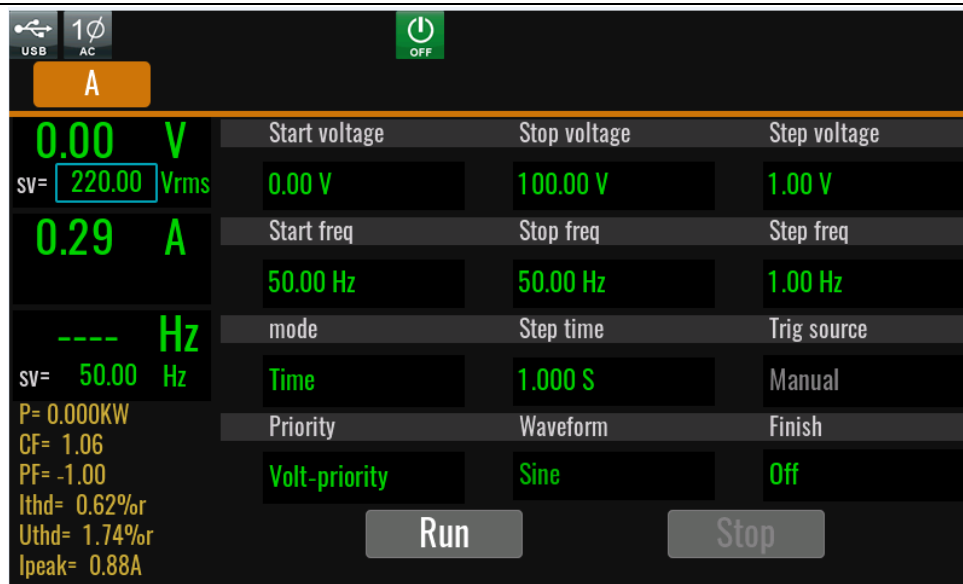 USB 1Ø AC OFF
A
0.00 V
sv= 220.00 Vrms
0.29 A
---- Hz
sv= 50.00 Hz
P= 0.000KW
CF= 1.06
PF= -1.00
Ithd= 0.62%r
Uthd= 1.74%r
Ipeak= 0.88A
Start voltage Stop voltage Step voltage
0.00 V 100.00 V 1.00 V
Start freq Stop freq Step freq
50.00 Hz 50.00 Hz 1.00 Hz
mode Step time Trig source
Time 1.000 S Manual
Priority Waveform Finish
Volt-priority Sine Off
Run Stop